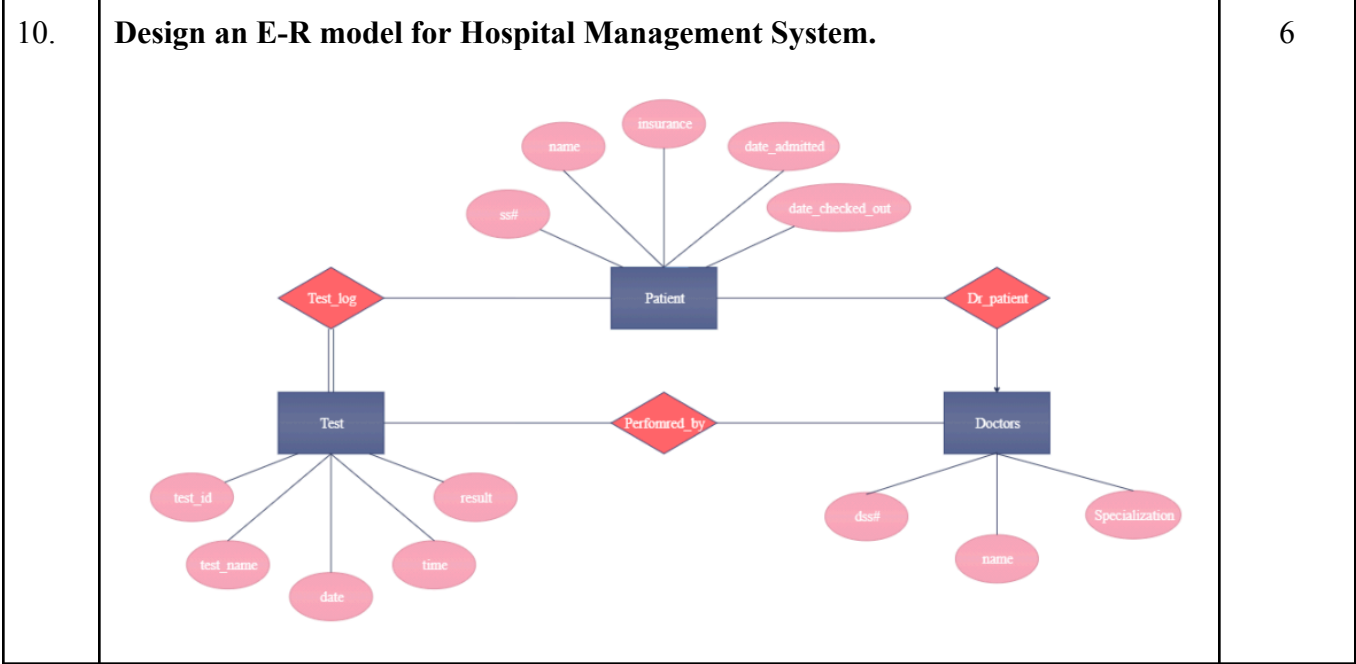 10. Design an E-R model for Hospital Management System. 6
insurance
name
date_admitted
ss#
date_checked_out
Test_log
Patient
Dr_patient
Test
Perfomred_by
Doctors
test_id
result
dss#
Specialization
test_name
time
name
date